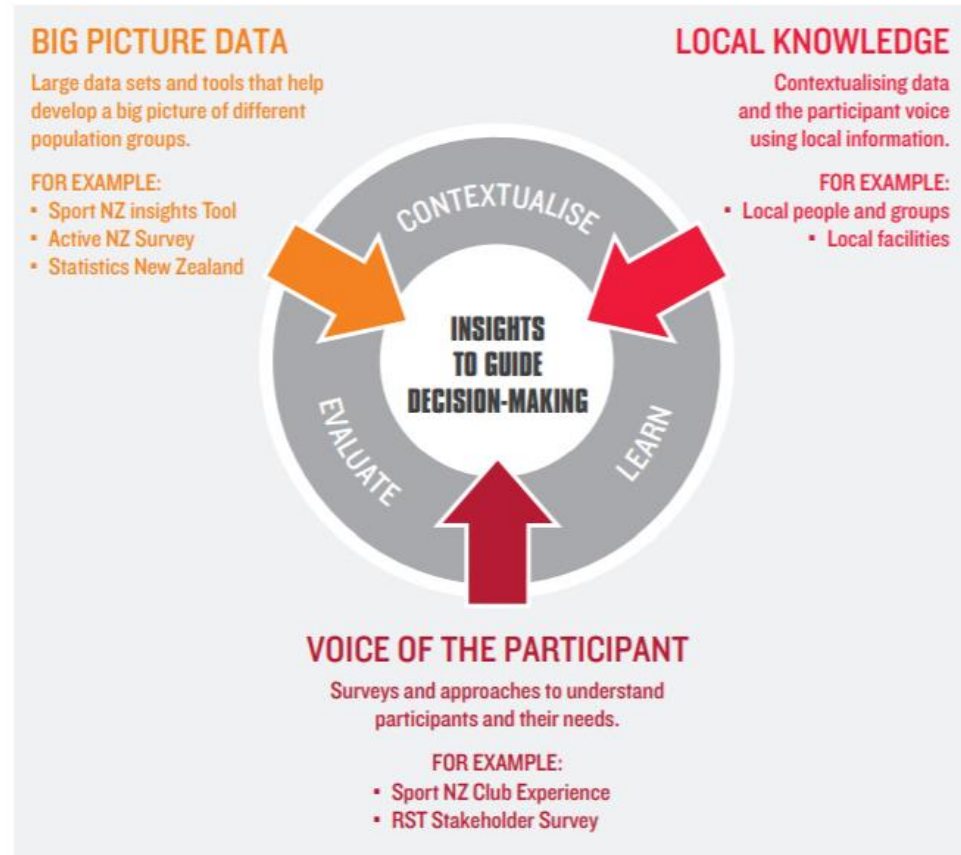 BIG PICTURE DATA
Large data sets and tools that help
develop a big picture of different
population groups.
FOR EXAMPLE:
▪ Sport NZ insights Tool
▪ Active NZ Survey
▪ Statistics New Zealand
LOCAL KNOWLEDGE
Contextualising data
and the participant voice
using local information.
FOR EXAMPLE:
▪ Local people and groups
▪ Local facilities
CONTEXTUALISE
INSIGHTS
TO GUIDE
DECISION-MAKING
EVALUATE
LEARN
VOICE OF THE PARTICIPANT
Surveys and approaches to understand
participants and their needs.
FOR EXAMPLE:
▪ Sport NZ Club Experience
▪ RST Stakeholder Survey